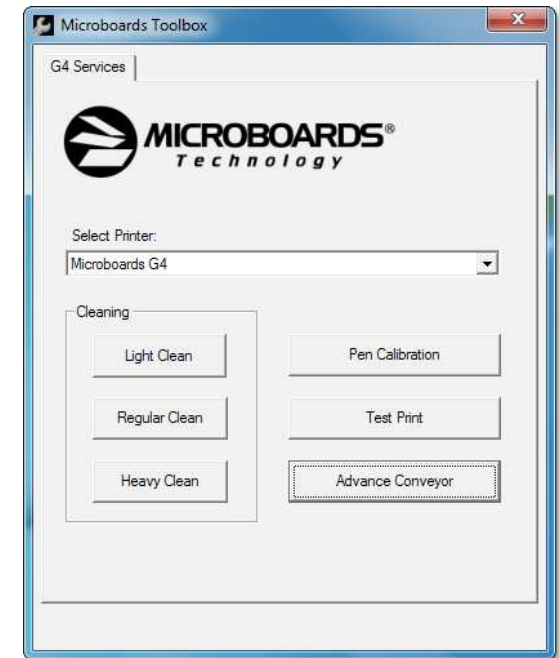 Microboards Toolbox
G4 Services
MICROBOARDS®
Technology
Select Printer:
Microboards G4
Cleaning
Light Clean
Pen Calibration
Regular Clean
Test Print
Heavy Clean
Advance Conveyor